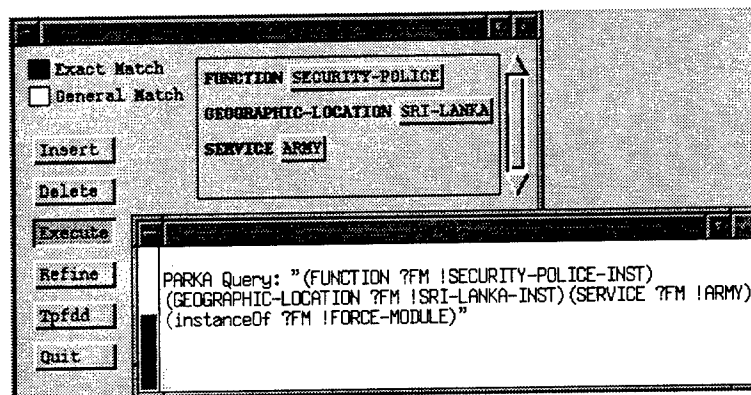 Exact Match
General Match
FUNCTION SECURITY-POLICE
GEOGRAPHIC-LOCATION SRI-LANKA
SERVICE ARMY
Insert
Delete
Execute
Refine
Tpfdd
Quit
PARKA Query: "(FUNCTION ?FM !SECURITY-POLICE-INST)
(GEOGRAPHIC-LOCATION ?FM !SRI-LANKA-INST)(SERVICE ?FM !ARMY)
(instanceOf ?FM !FORCE-MODULE)"